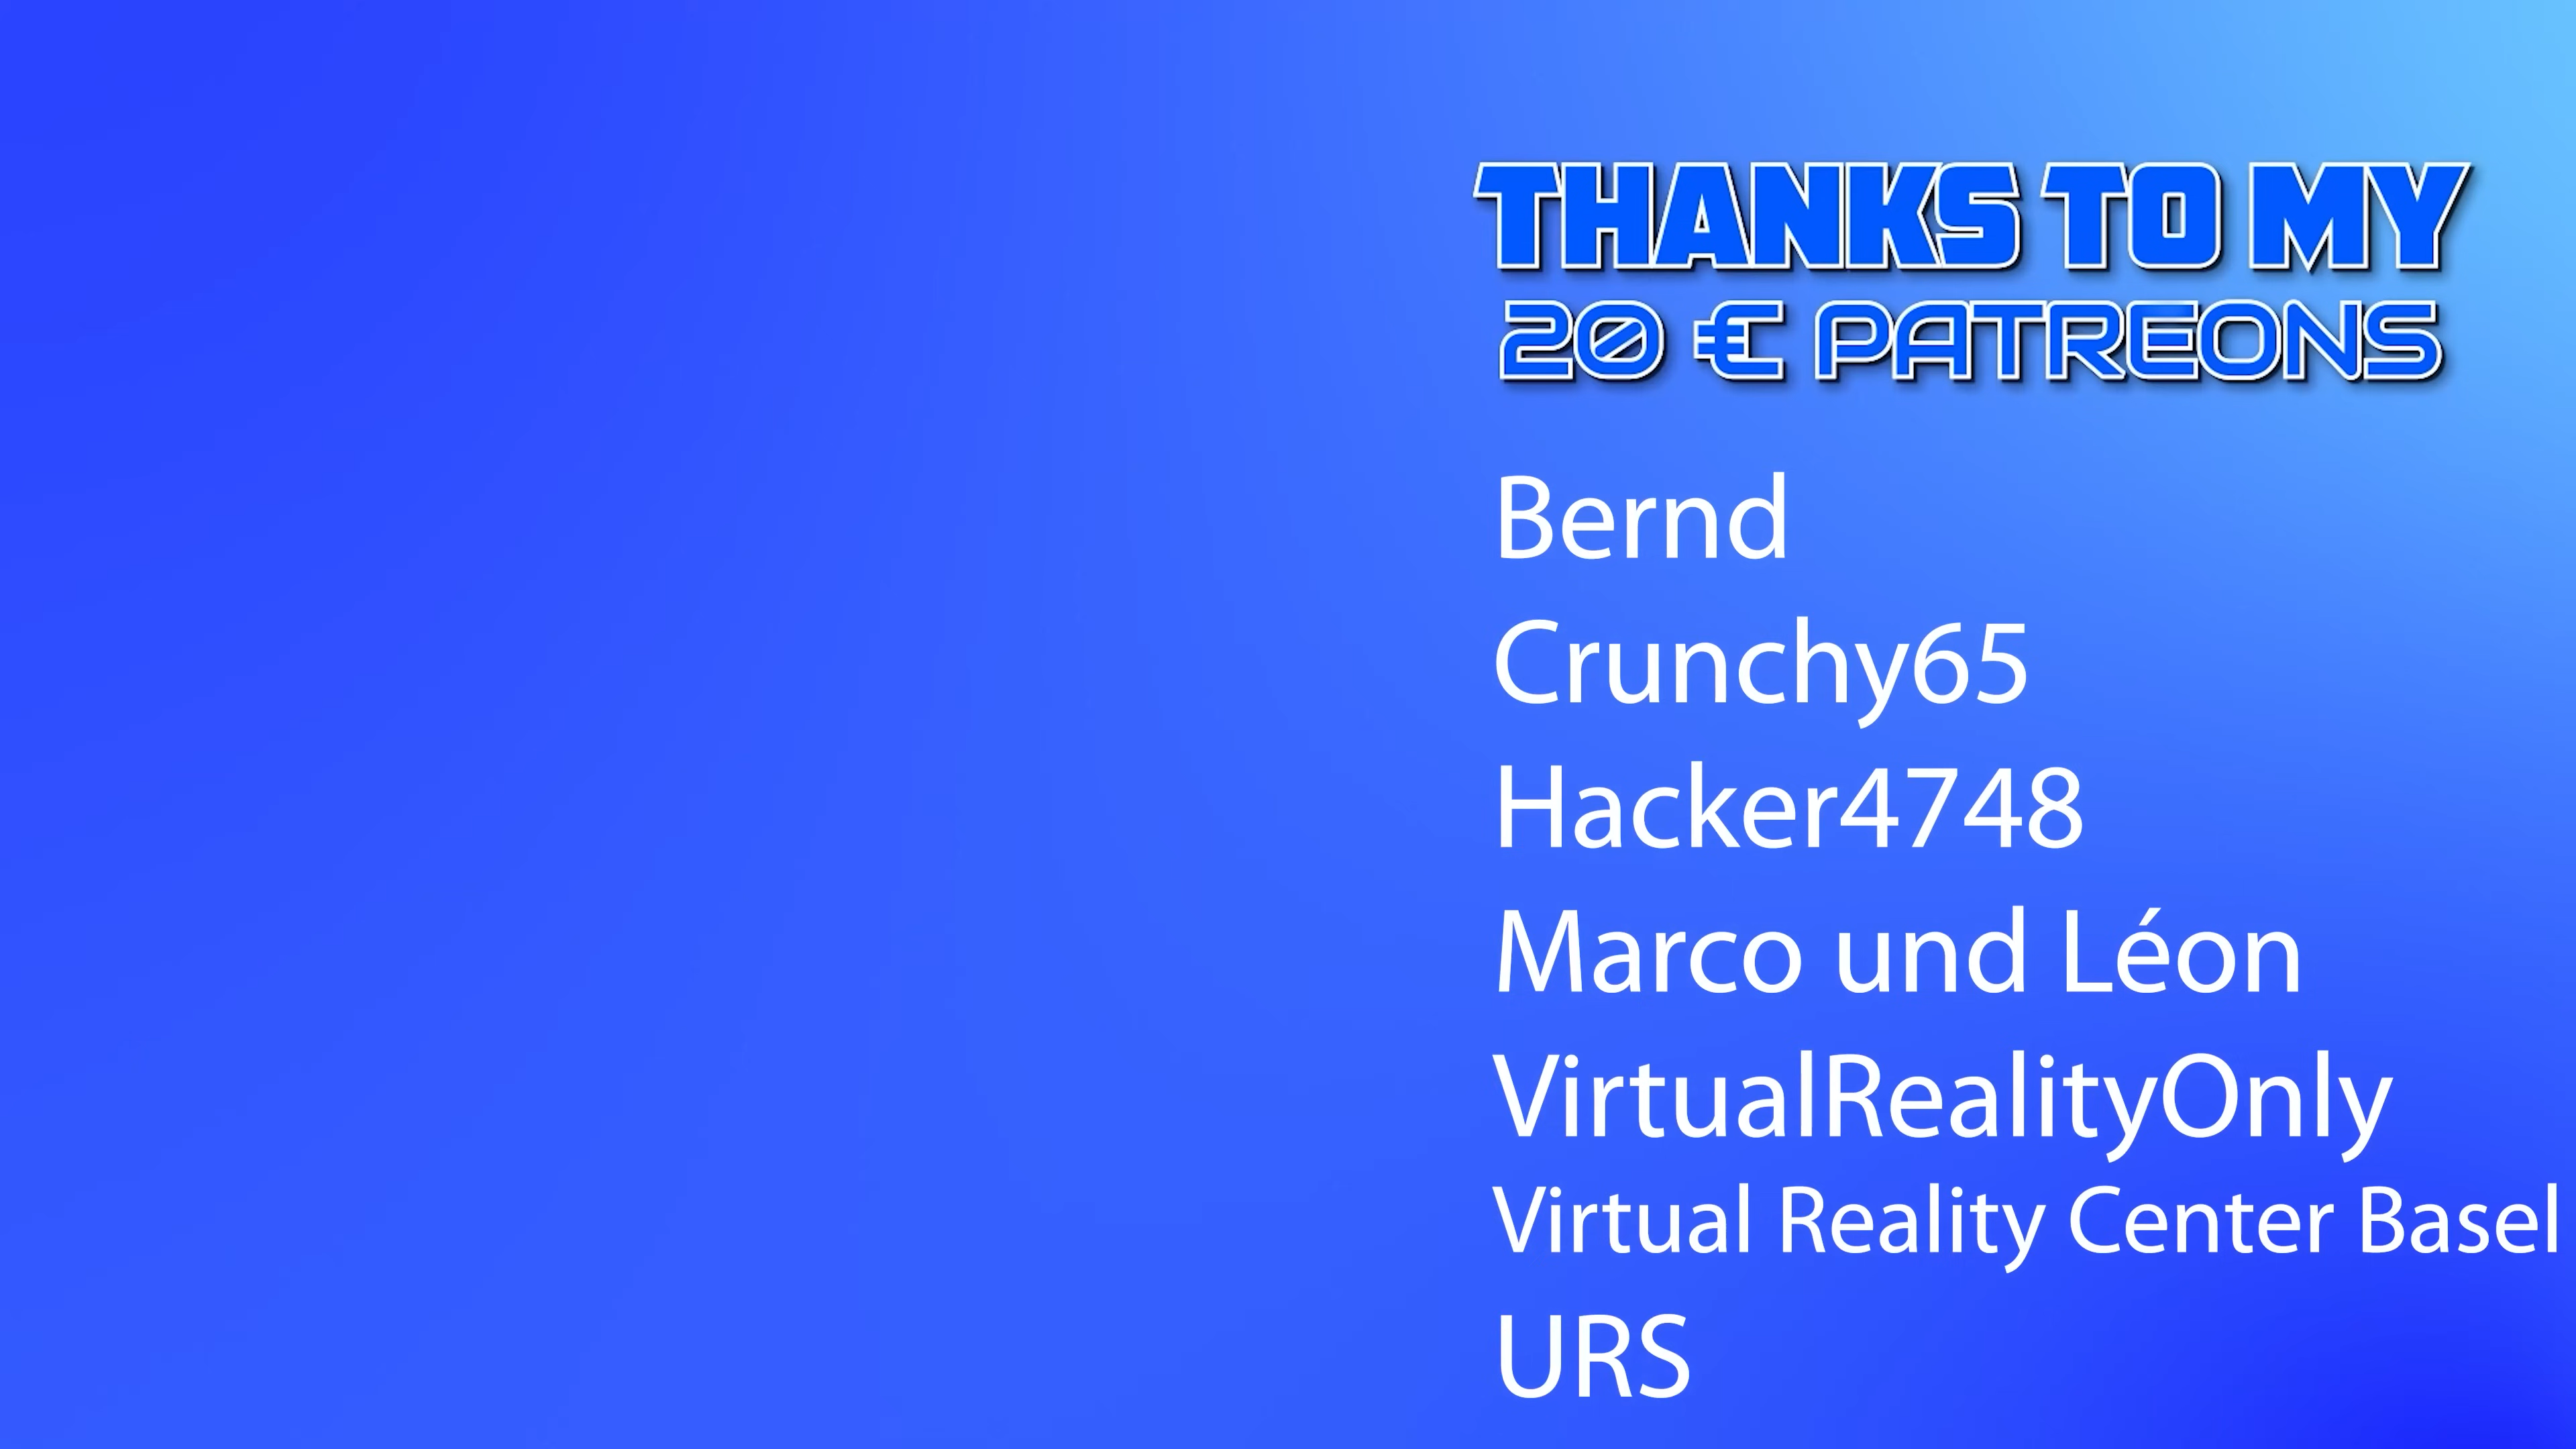 THANKS TO MY
20 € PATREONS
Bernd
Crunchy65
Hacker4748
Marco und Léon
VirtualRealityOnly
Virtual Reality Center Basel
URS